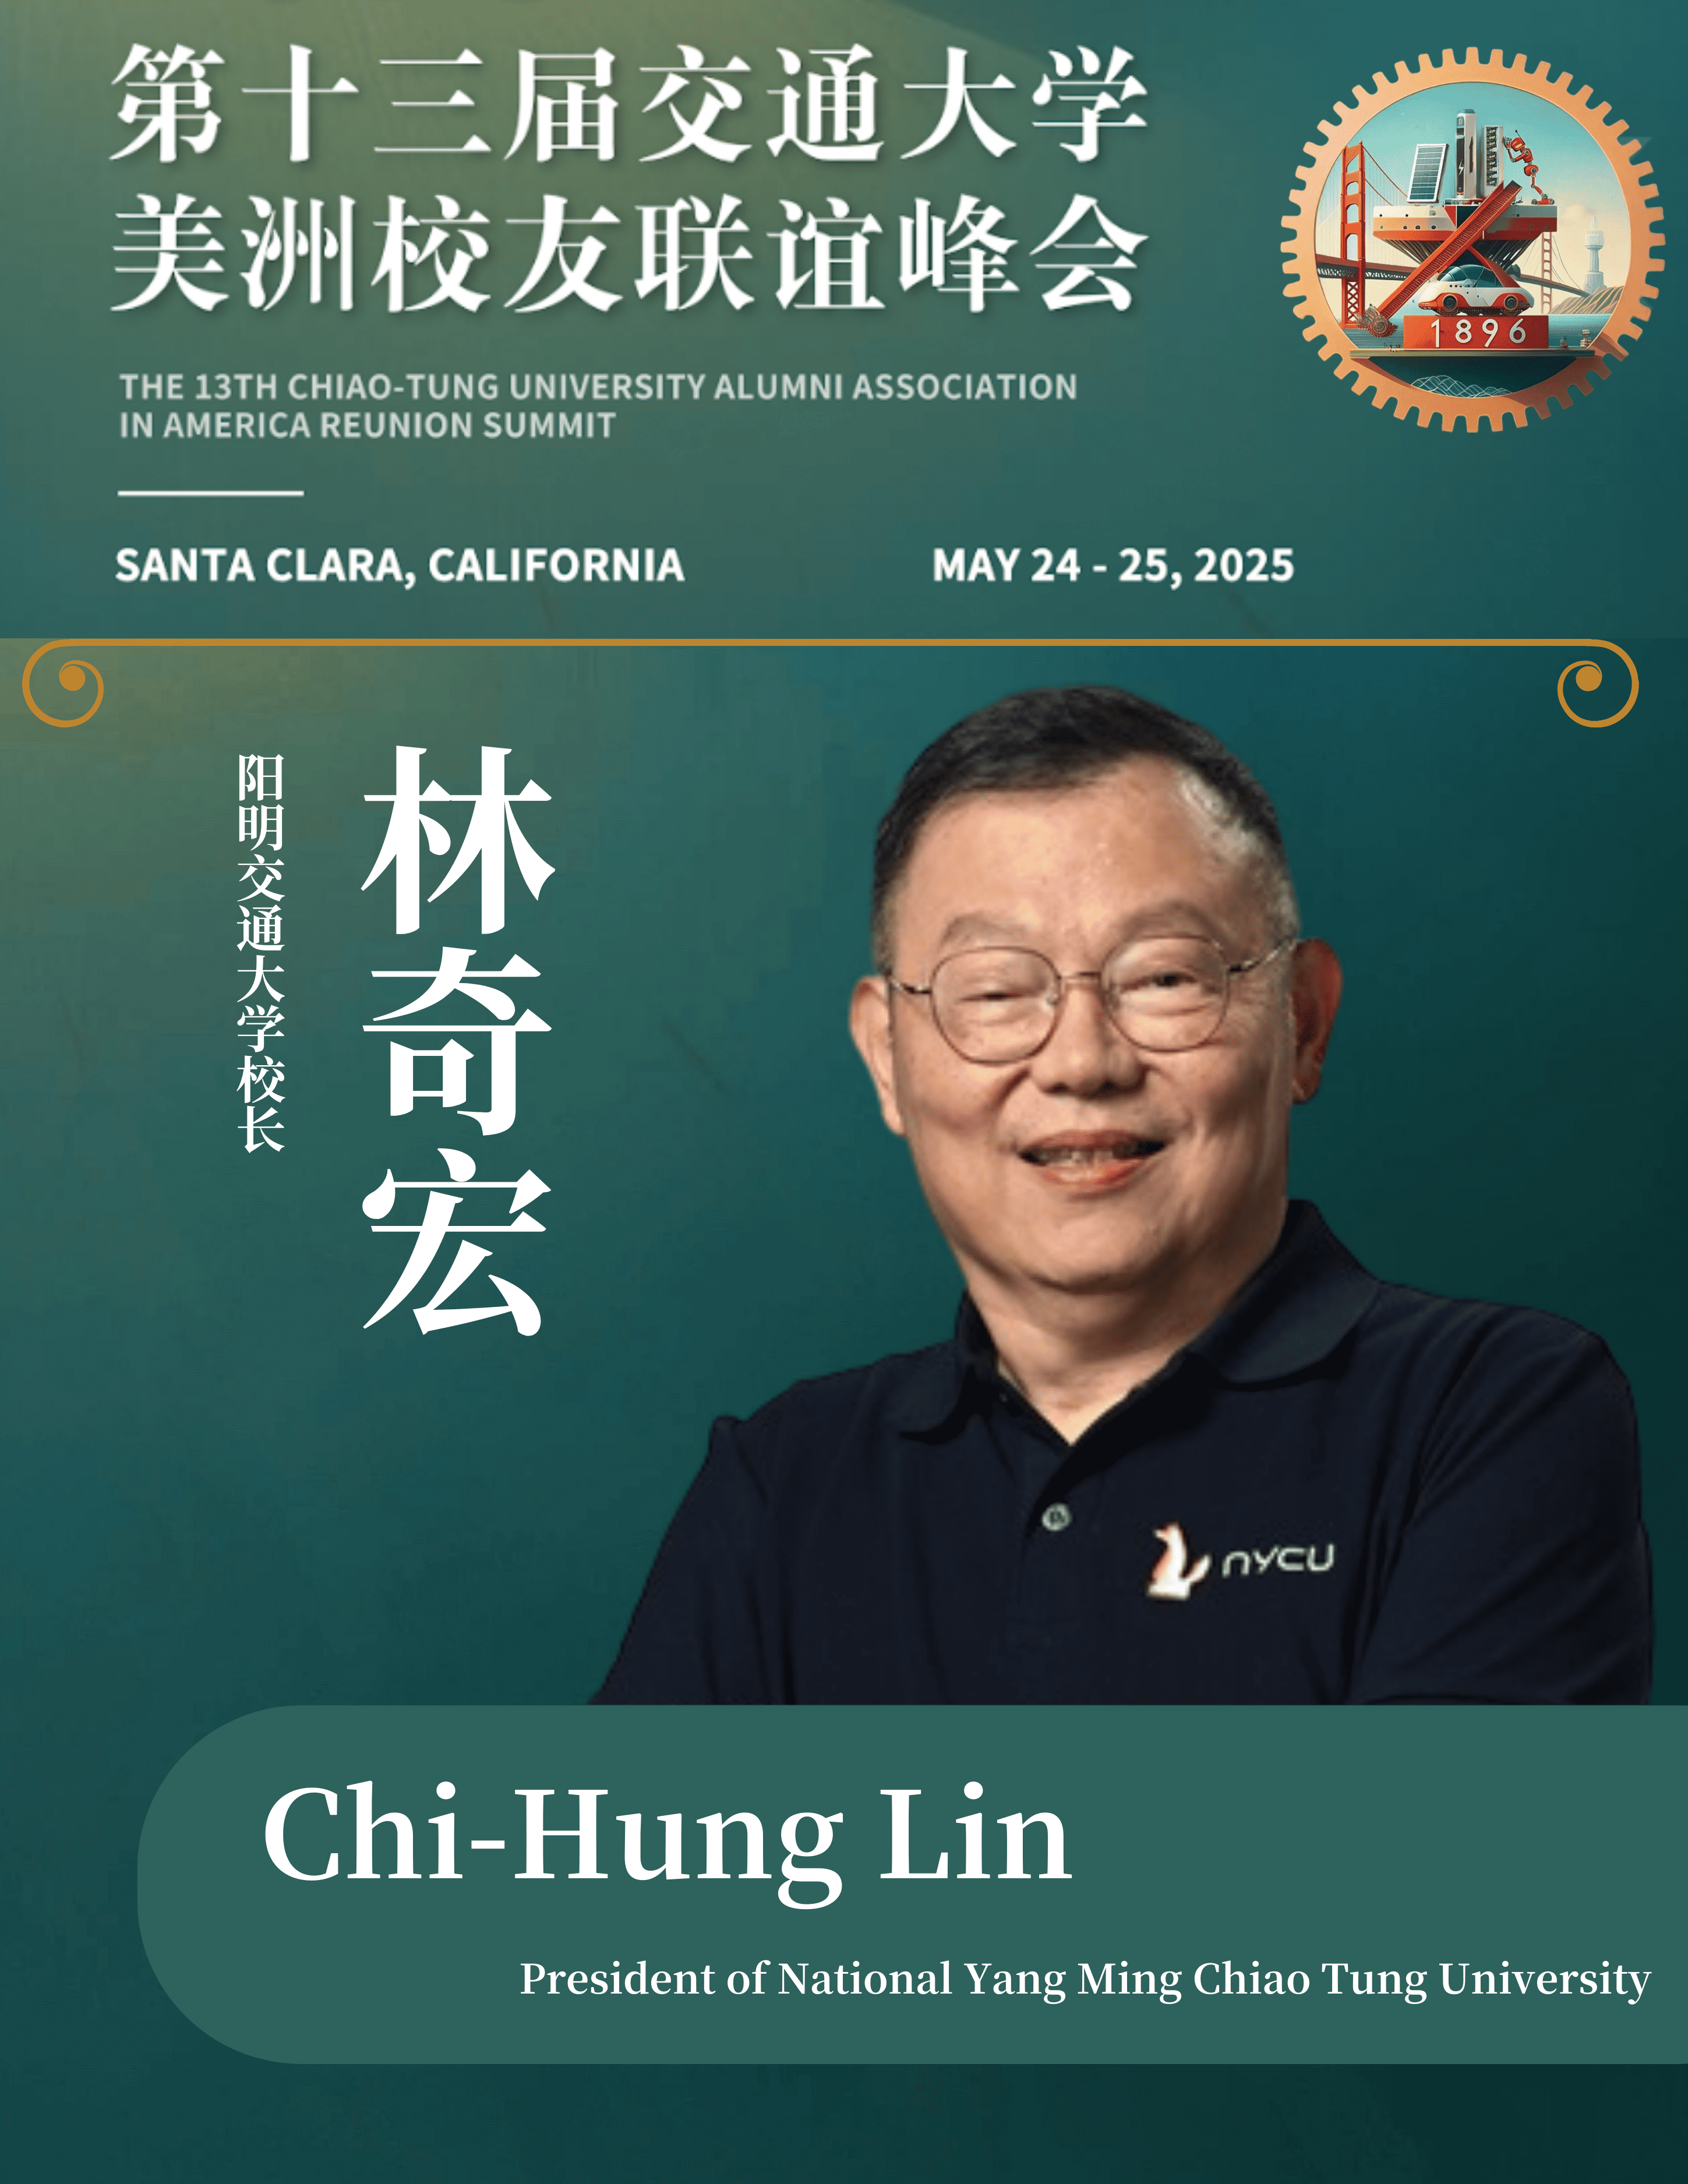 第十三届交通大学
美洲校友联谊峰会
THE 13TH CHIAO-TUNG UNIVERSITY ALUMNI ASSOCIATION
IN AMERICA REUNION SUMMIT
SANTA CLARA, CALIFORNIA
MAY 24 - 25, 2025
1896
林奇宏
阳明交通大学校长
nycu
Chi-Hung Lin
President of National Yang Ming Chiao Tung University